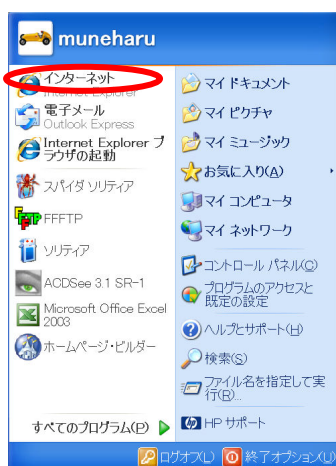 muneharu
インターネット
Internet Explorer
電子メール
Outlook Express
Internet Explorer ブ
ラウザの起動
スパイダ ソリティア
FFFTP
ソリティア
ACDSee 3.1 SR-1
Microsoft Office Excel
2003
ホームページ・ビルダー
すべてのプログラム(P)
マイ ドキュメント
マイ ピクチャ
マイ ミュージック
お気に入り(A)
マイ コンピュータ
マイ ネットワーク
コントロール パネル(C)
プログラムのアクセスと
既定の設定
ヘルプとサポート(H)
検索(S)
ファイル名を指定して実
行(R)...
HP サポート
ログオフ(L)
終了オプション(U)